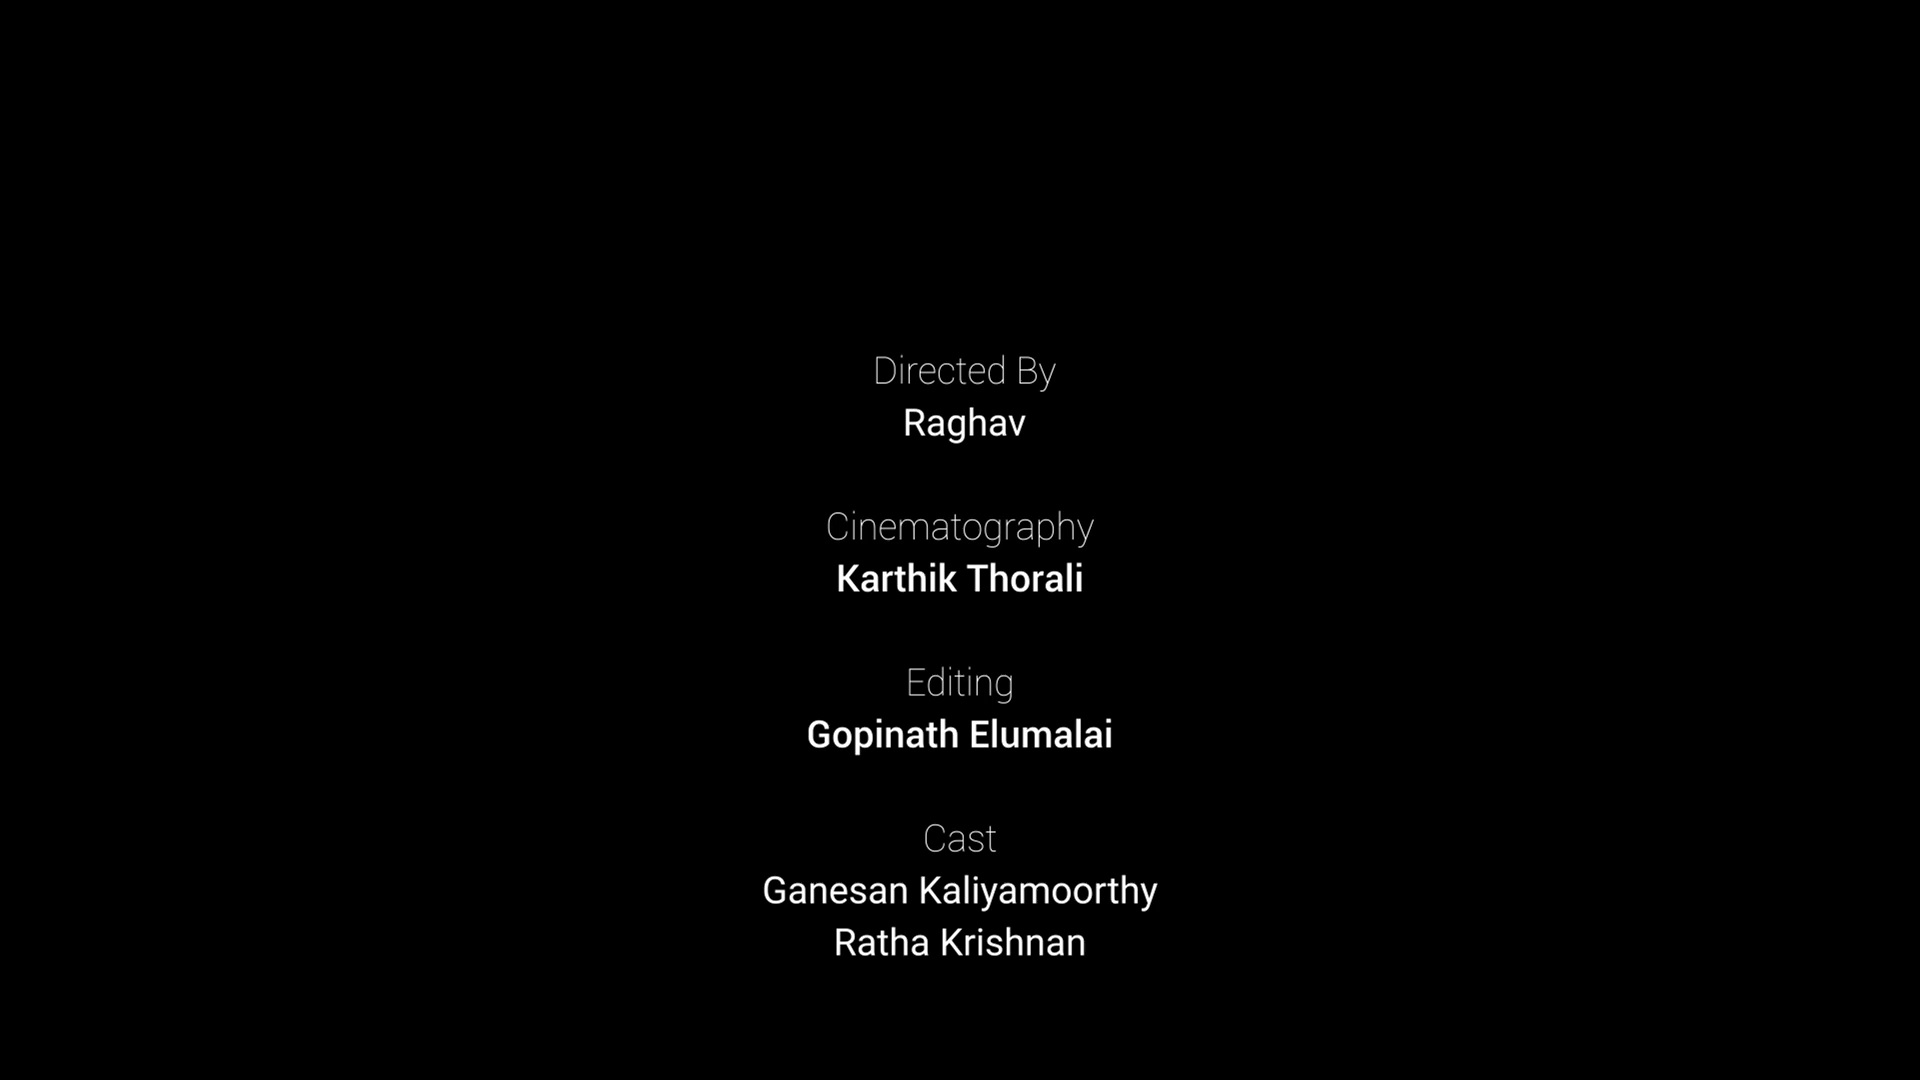 Directed By
Raghav
Cinematography
Karthik Thorali
Editing
Gopinath Elumalai
Cast
Ganesan Kaliyamoorthy
Ratha Krishnan